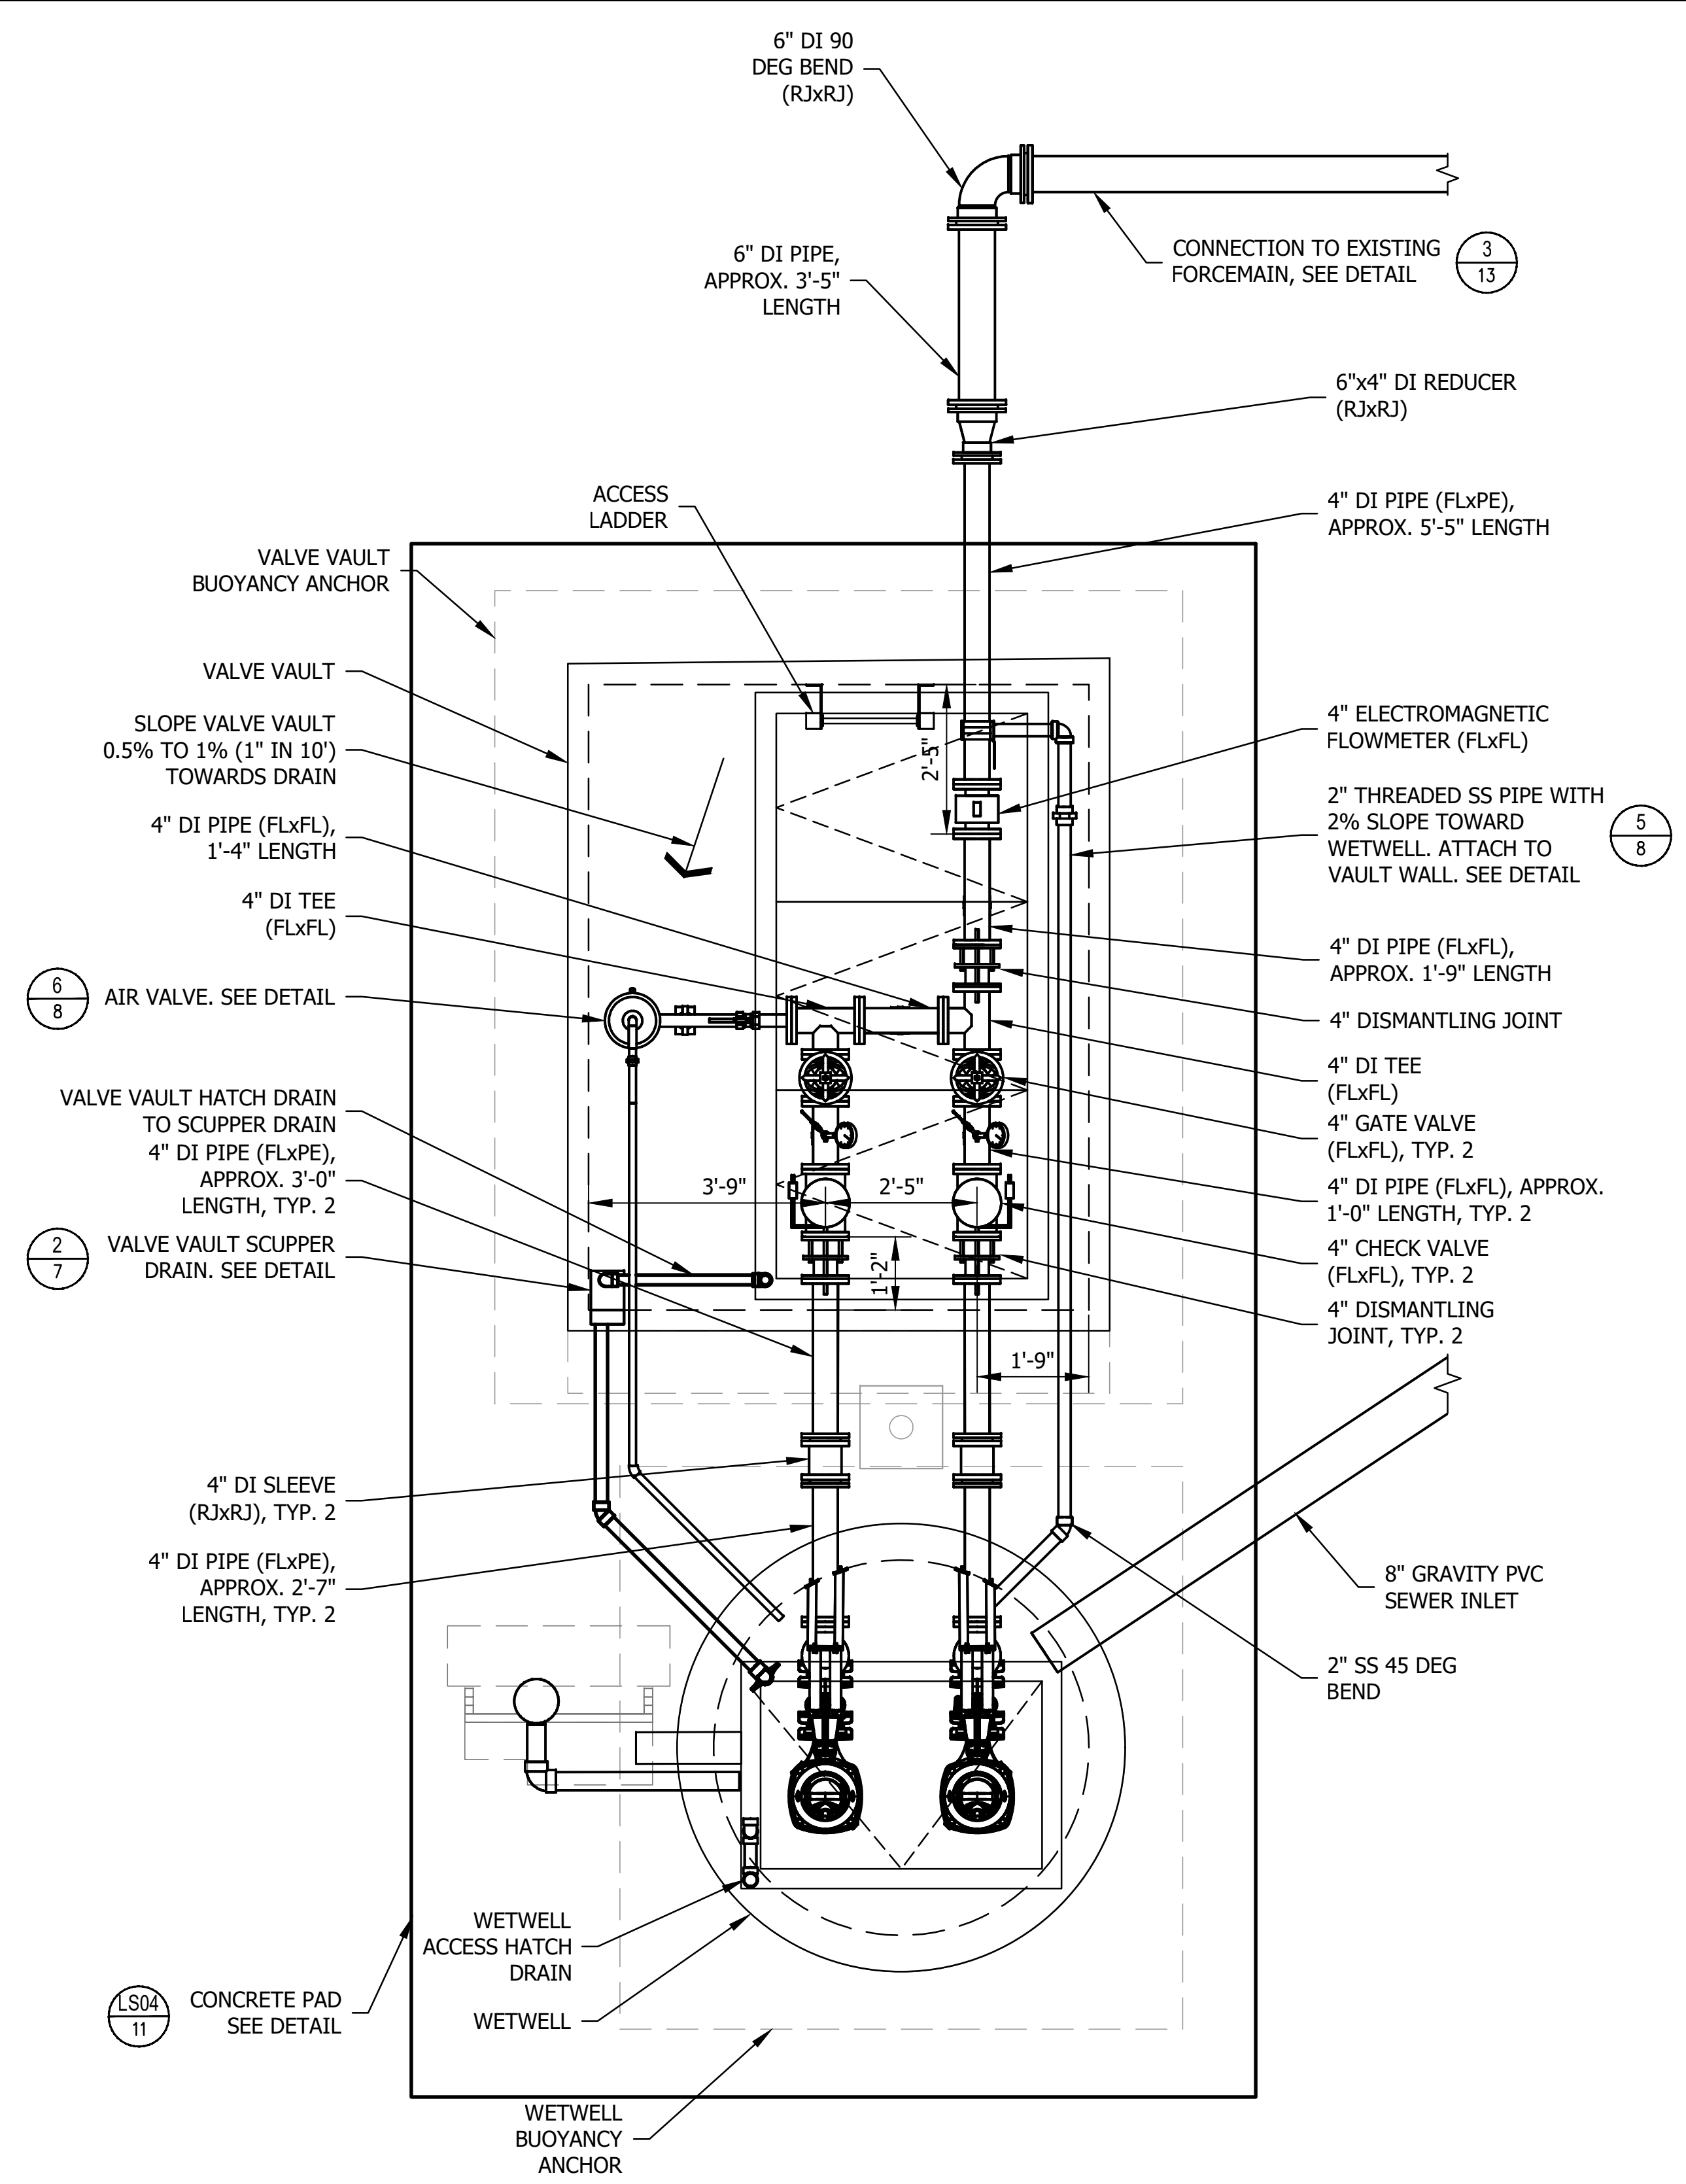 6" DI 90
DEG BEND
(RJxRJ)
CONNECTION TO EXISTING
FORCEMAIN, SEE DETAIL
3
13
6" DI PIPE,
APPROX. 3'-5"
LENGTH
6"x4" DI REDUCER
(RJxRJ)
ACCESS
LADDER
4" DI PIPE (FLxPE),
APPROX. 5'-5" LENGTH
VALVE VAULT
BUOYANCY ANCHOR
VALVE VAULT
SLOPE VALVE VAULT
0.5% TO 1% (1" IN 10')
TOWARDS DRAIN
4" DI PIPE (FLxFL),
1'-4" LENGTH
4" DI TEE
(FLxFL)
6
8
AIR VALVE. SEE DETAIL
VALVE VAULT HATCH DRAIN
TO SCUPPER DRAIN
4" DI PIPE (FLxPE),
APPROX. 3'-0"
LENGTH, TYP. 2
2
7
VALVE VAULT SCUPPER
DRAIN. SEE DETAIL
2'-5"
3'-9"
2'-5"
1'-2"
1'-9"
4" ELECTROMAGNETIC
FLOWMETER (FLxFL)
2" THREADED SS PIPE WITH
2% SLOPE TOWARD
WETWELL. ATTACH TO
VAULT WALL. SEE DETAIL
5
8
4" DI PIPE (FLxFL),
APPROX. 1'-9" LENGTH
4" DISMANTLING JOINT
4" DI TEE
(FLxFL)
4" GATE VALVE
(FLxFL), TYP. 2
4" DI PIPE (FLxFL), APPROX.
1'-0" LENGTH, TYP. 2
4" CHECK VALVE
(FLxFL), TYP. 2
4" DISMANTLING
JOINT, TYP. 2
4" DI SLEEVE
(RJxRJ), TYP. 2
4" DI PIPE (FLxPE),
APPROX. 2'-7"
LENGTH, TYP. 2
8" GRAVITY PVC
SEWER INLET
2" SS 45 DEG
BEND
WETWELL
ACCESS HATCH
DRAIN
WETWELL
LS04
11
CONCRETE PAD
SEE DETAIL
WETWELL
BUOYANCY
ANCHOR